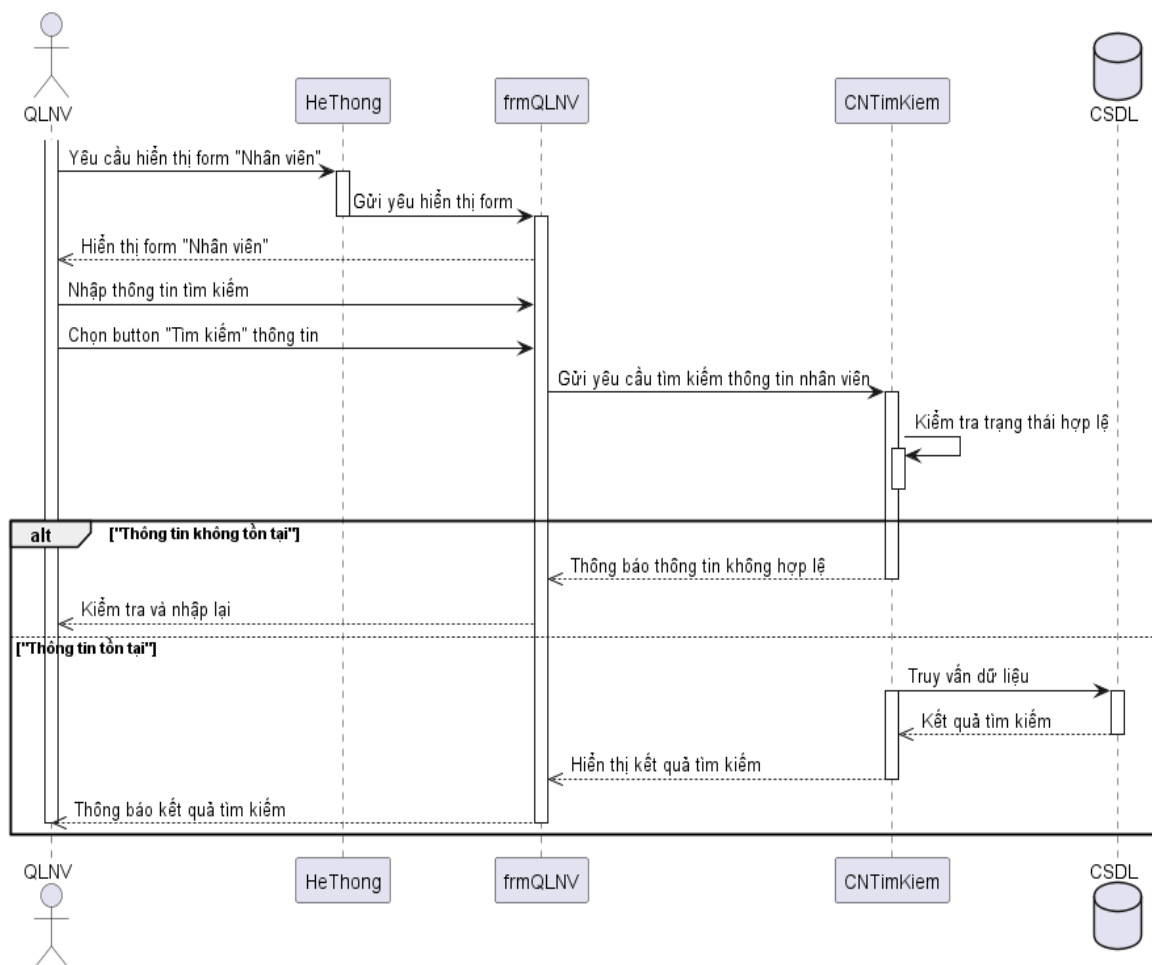 QLNV
HeThong
frmQLNV
CNTimKiem
CSDL
Yêu cầu hiển thị form "Nhân viên"
Gửi yêu hiển thị form
Hiển thị form "Nhân viên"
Nhập thông tin tìm kiếm
Chọn button "Tìm kiếm" thông tin
Gửi yêu cầu tìm kiếm thông tin nhân viên
Kiểm tra trạng thái hợp lệ
alt
["Thông tin không tồn tại"]
Thông báo thông tin không hợp lệ
Kiểm tra và nhập lại
["Thông tin tồn tại"]
Truy vấn dữ liệu
Kết quả tìm kiếm
Hiển thị kết quả tìm kiếm
Thông báo kết quả tìm kiếm
QLNV
HeThong
frmQLNV
CNTimKiem
CSDL